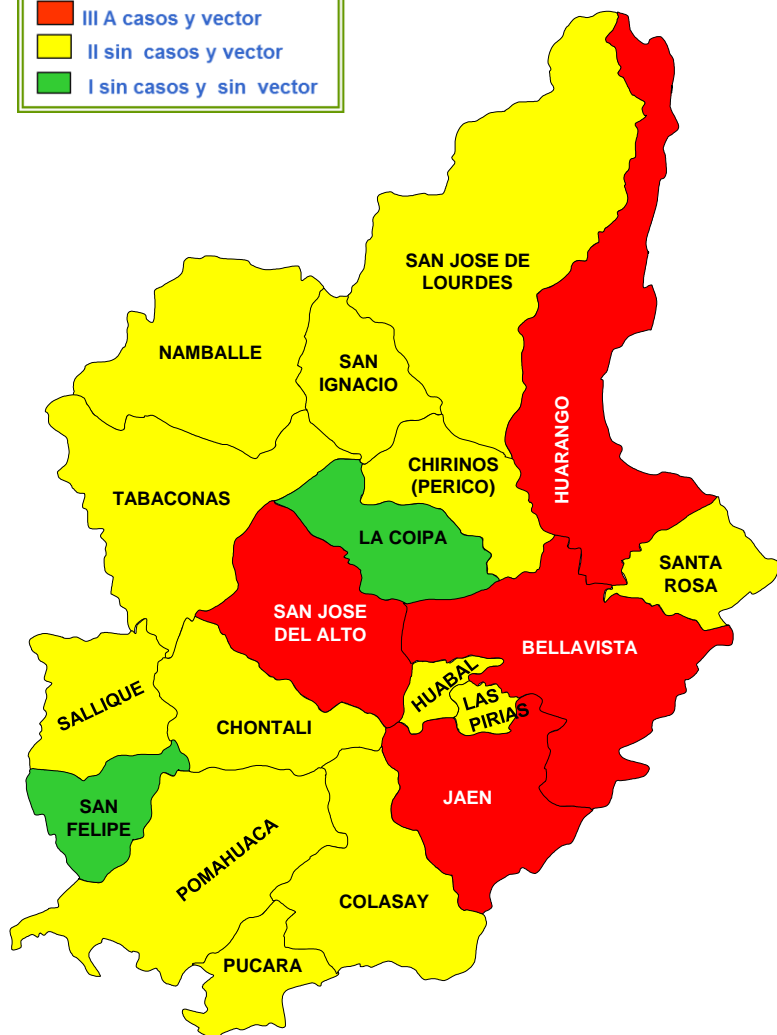 III A casos y vector
II sin casos y vector
I sin casos y sin vector
SAN JOSE DE
LOURDES
NAMBALLE
SAN
IGNACIO
HUARANGO
CHIRINOS
(PERICO)
TABACONAS
LA COIPA
SANTA
ROSA
SAN JOSE
DEL ALTO
BELLAVISTA
HUABAL
SALLIQUE
LAS
PIRIAS
CHONTALI
JAEN
SAN
FELIPE
POMAHUACA
COLASAY
PUCARA